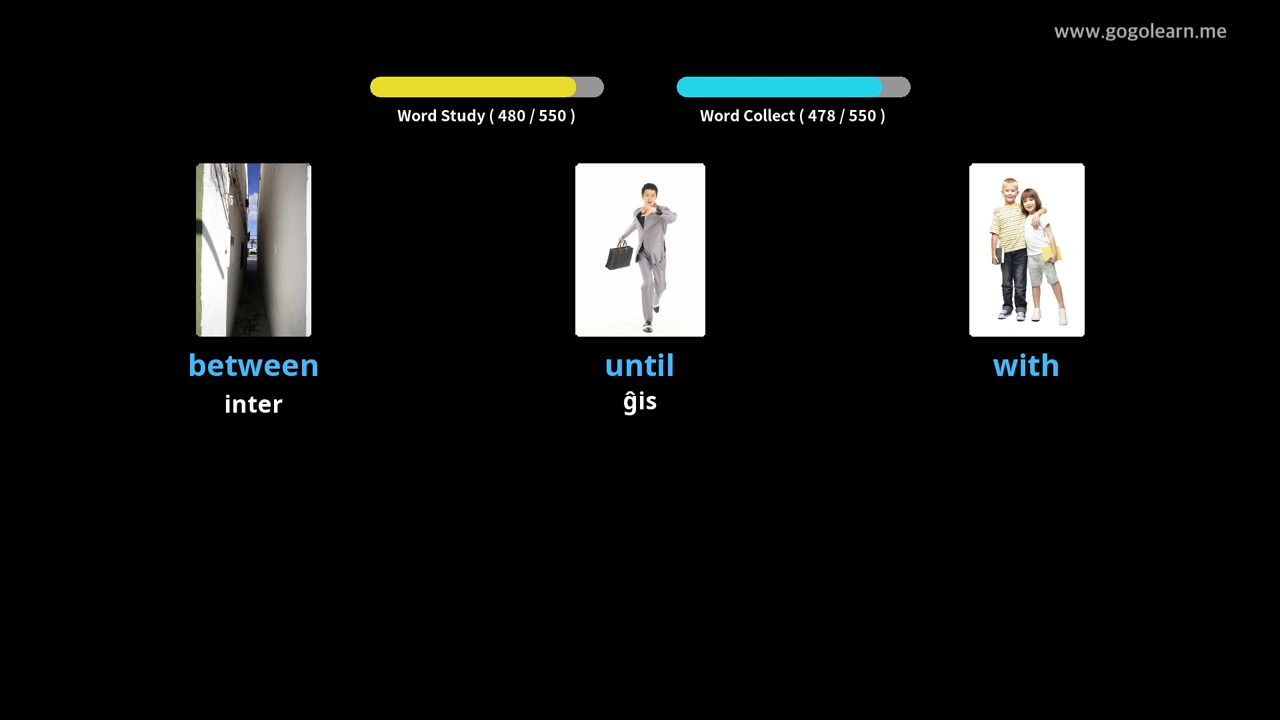 www.gogolearn.me
Word Study ( 480 / 550 )
Word Collect ( 478 / 550 )
between
until
with
inter
ĝis